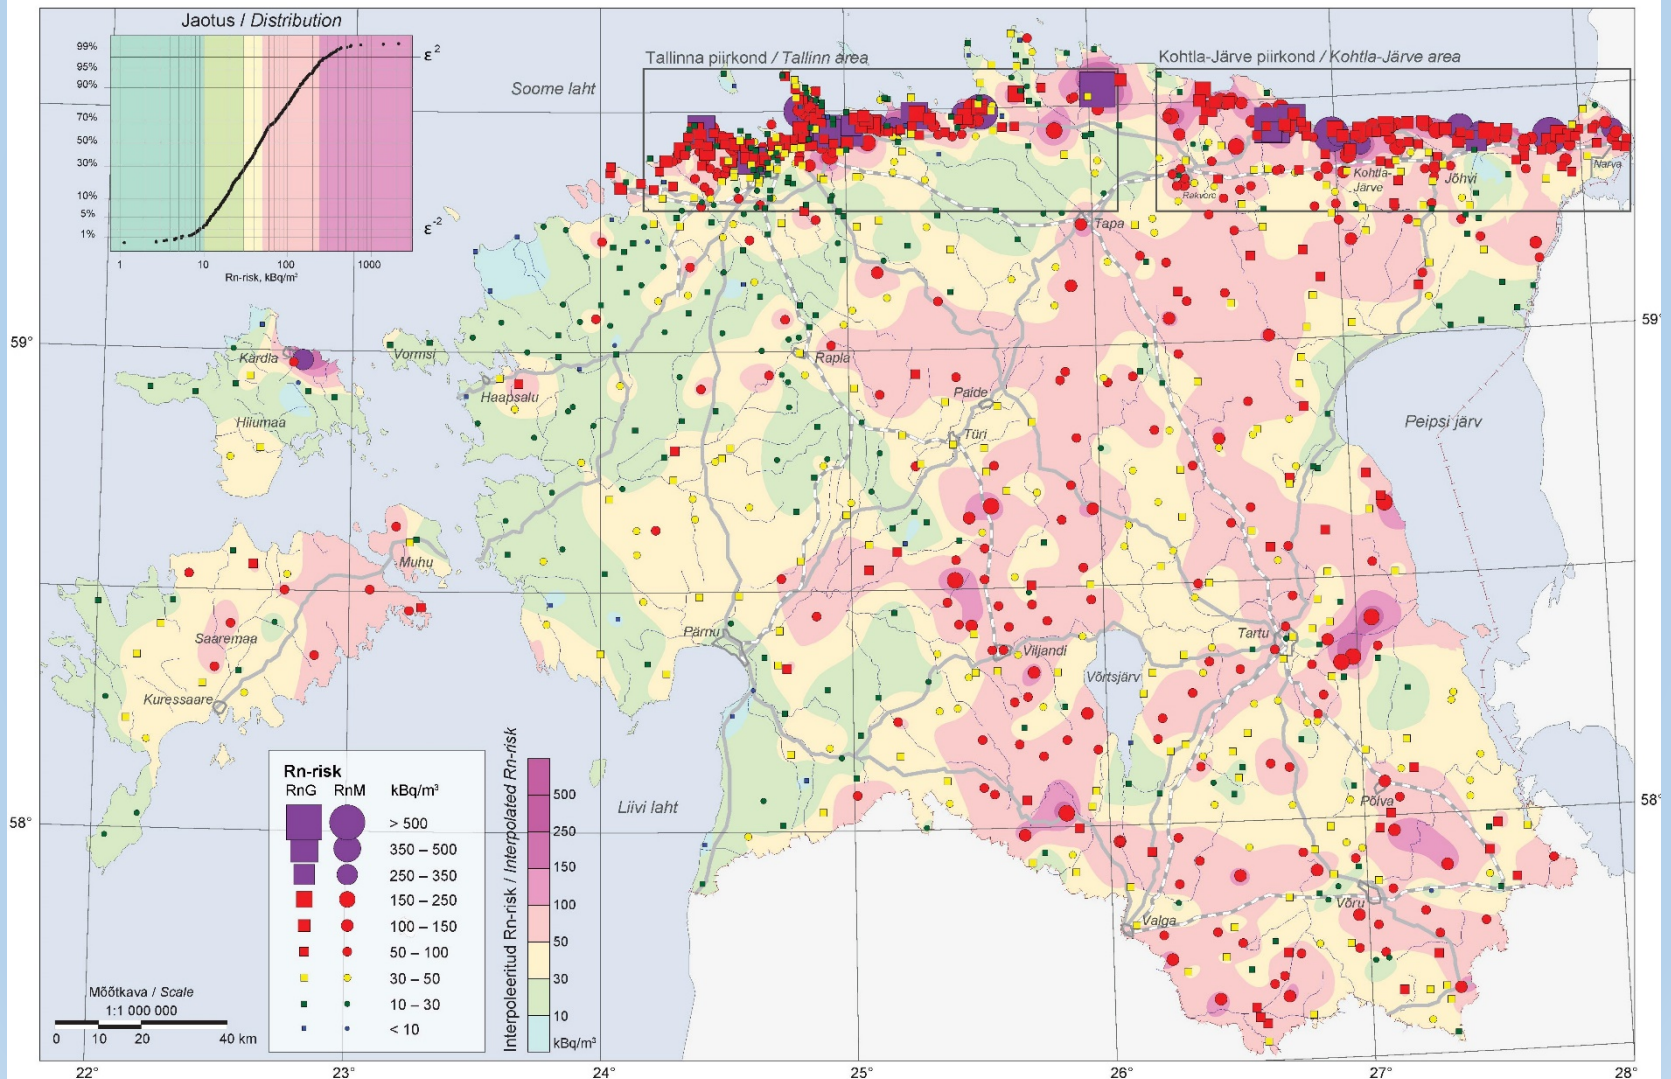 Jaotus / Distribution
99%
95%
90%
70%
50%
30%
10%
5%
1%
ε²
ε⁻²
1 10 100 1000
Rn-risk, kBq/m³
Soome laht
Tallinna piirkond / Tallinn area
Kohtla-Järve piirkond / Kohtla-Järve area
Narva
Kohtla-
Järve
Jõhvi
Rakvere
Tapa
59°
59°
Kärdla
Vormsi
Rapla
Haapsalu
Paide
Hiiumaa
Türi
Peipsi järv
Muhu
Saaremaa
Pärnu
Viljandi
Tartu
Võrtsjärv
Kuressaare
Liivi laht
Põlva
58°
58°
Võru
Valga
Rn-risk
RnG RnM kBq/m³
> 500
350 – 500
250 – 350
150 – 250
100 – 150
50 – 100
30 – 50
10 – 30
< 10
Interpoleeritud Rn-risk / Interpolated Rn-risk
500
250
150
100
50
30
10
kBq/m³
Mõõtkava / Scale
1:1 000 000
0 10 20 40 km
22° 23° 24° 25° 26° 27° 28°